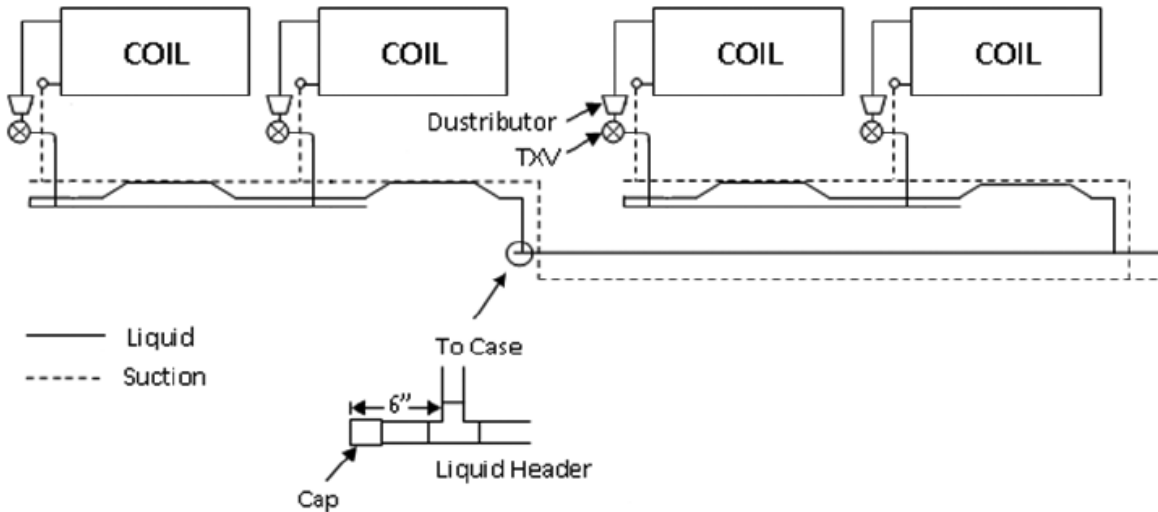 COIL
COIL
COIL
COIL
Dustributor
TXV
Liquid
Suction
To Case
6”
Liquid Header
Cap